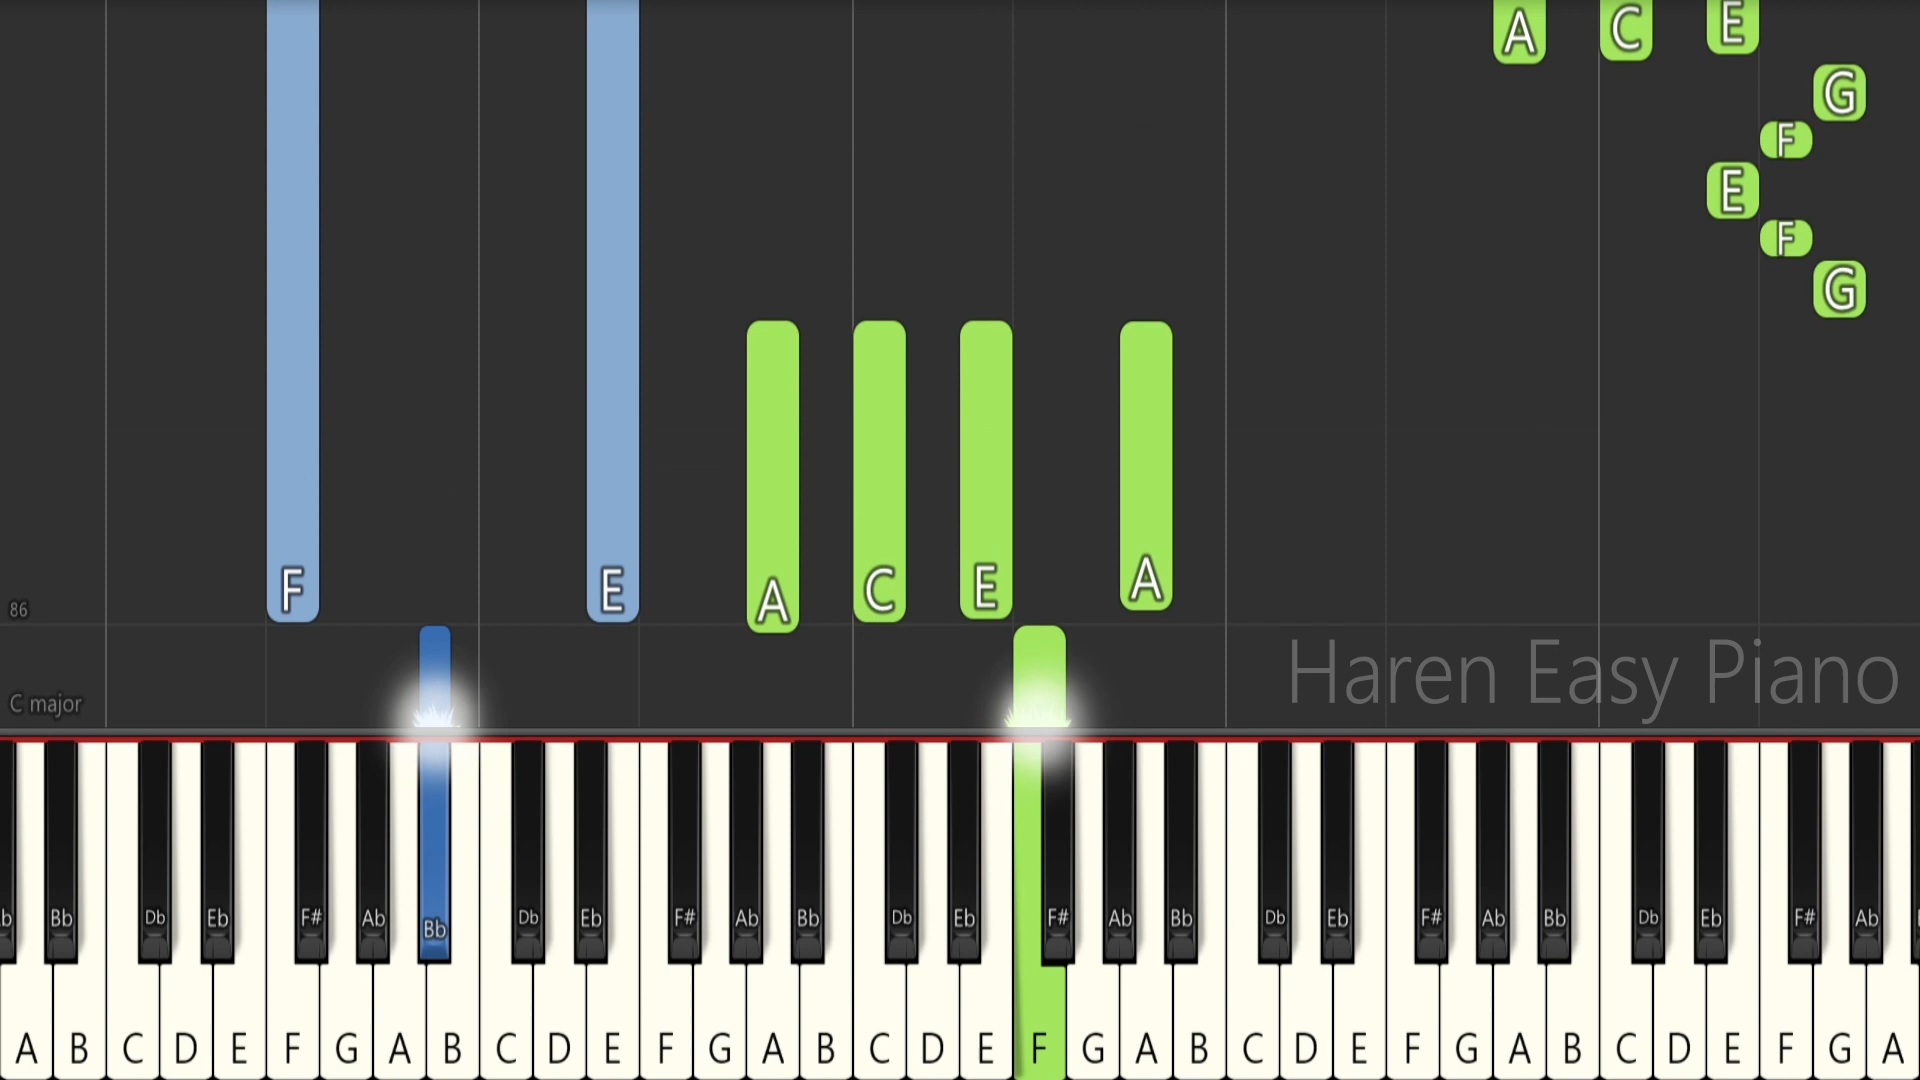 A C E
G
F
E
F
G
F E A C E A
86
Haren Easy Piano
C major
b Bb Db Eb F# Ab Bb Db Eb F# Ab Bb Db Eb F# Ab Bb Db Eb F# Ab Bb Db Eb F# Ab
A B C D E F G A B C D E F G A B C D E F G A B C D E F G A B C D E F G A